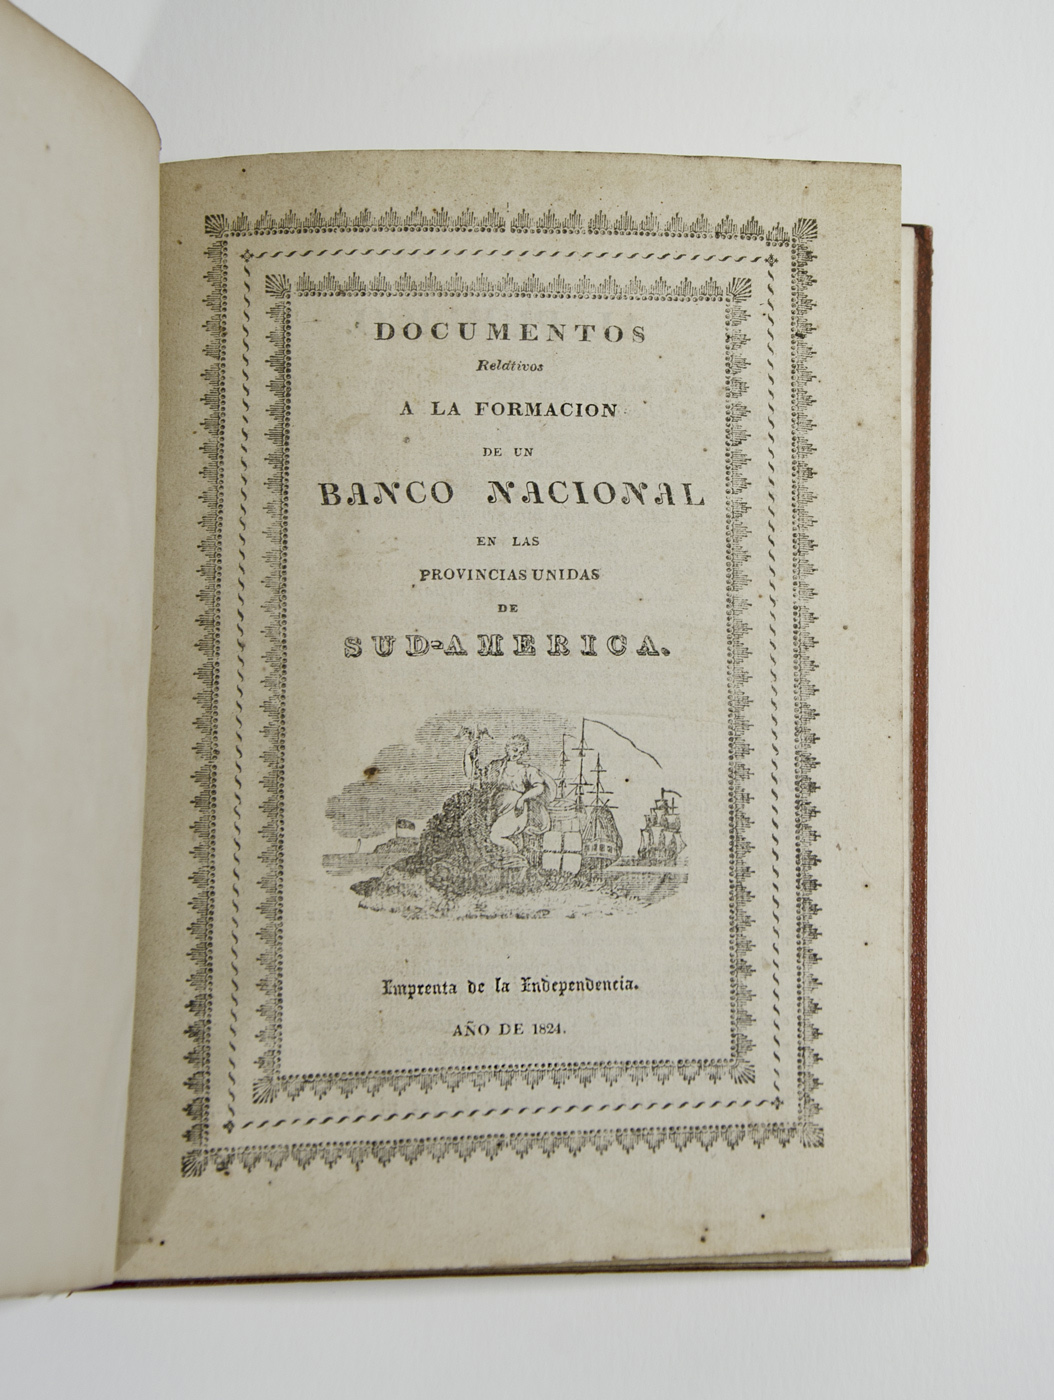 DOCUMENTOS
Relativos
A LA FORMACION
DE UN
BANCO NACIONAL
EN LAS
PROVINCIAS UNIDAS
DE
SUD-AMERICA.
Emprenta de la Independencia.
AÑO DE 1824.